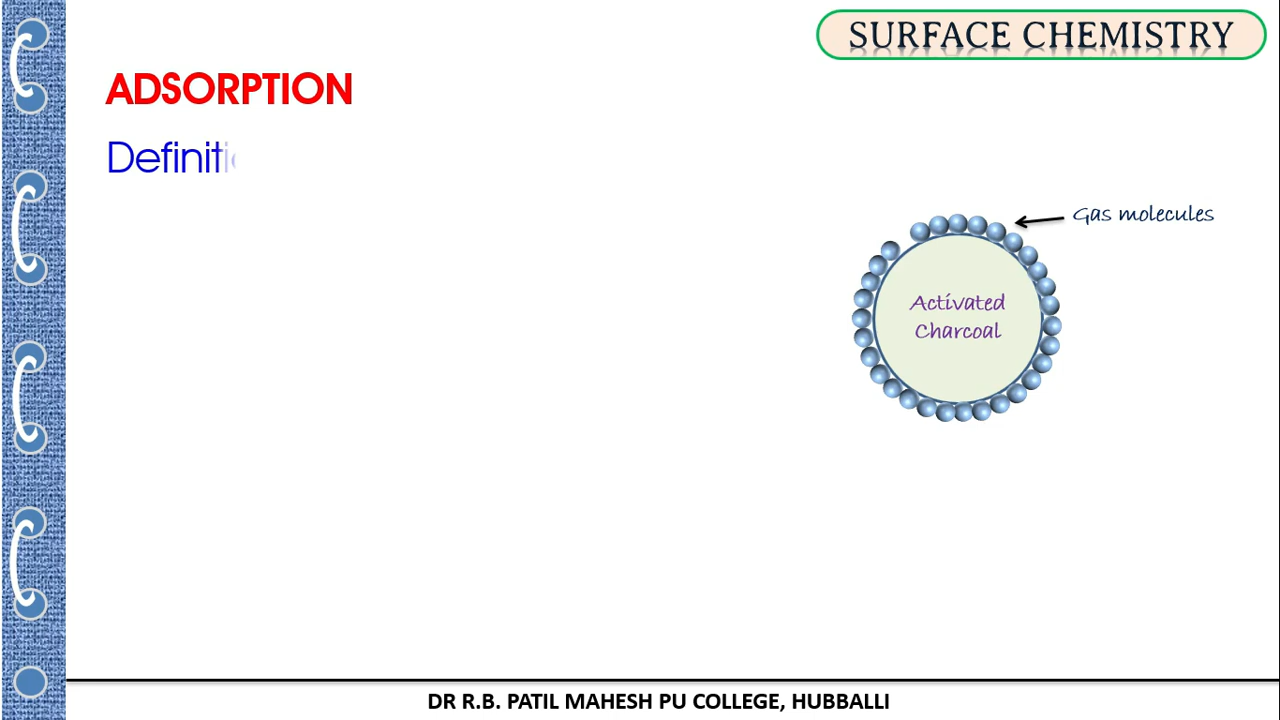 SURFACE CHEMISTRY
ADSORPTION
Definiti
Gas molecules
Activated
Charcoal
DR R.B. PATIL MAHESH PU COLLEGE, HUBBALLI